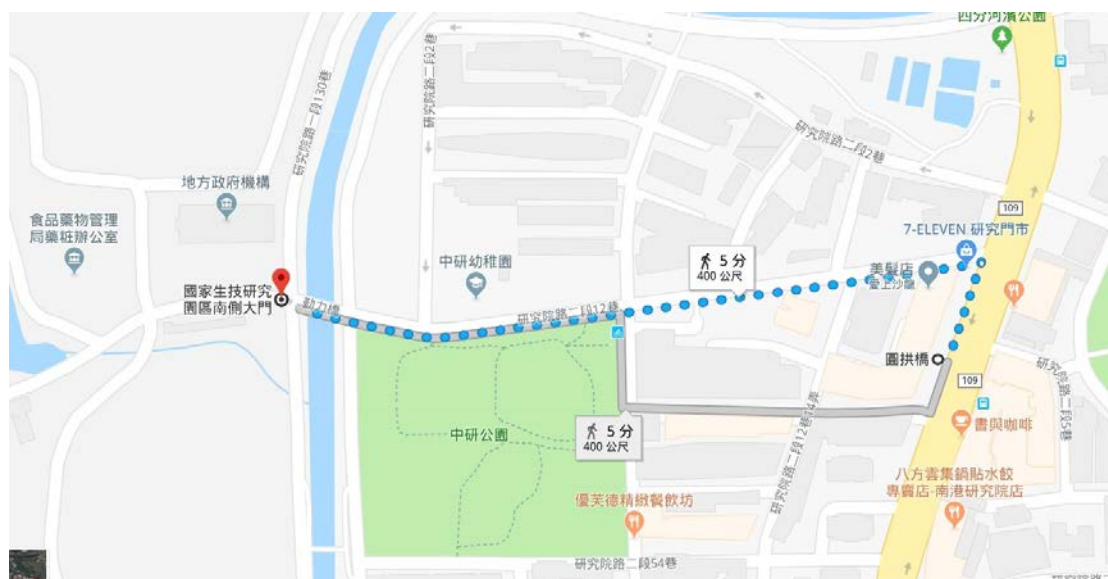 四分河濱公園
研究院路二段2巷
研究院路二段130巷
研究院路二段2巷
地方政府機構
食品藥物管理
局藥粧辦公室
109
7-ELEVEN 研究門市
5 分
400 公尺
美髮店
愛上沙龍
中研幼稚園
國家生技研究
園區南側大門
動力橋
研究院路二段12巷
圓拱橋
109
研究院路二段5巷
5 分
400 公尺
中研公園
研究院路二段12巷14弄
書與咖啡
八方雲集鍋貼水餃
專賣店-南港研究院店
優芙德精緻餐飲坊
研究院路二段54巷